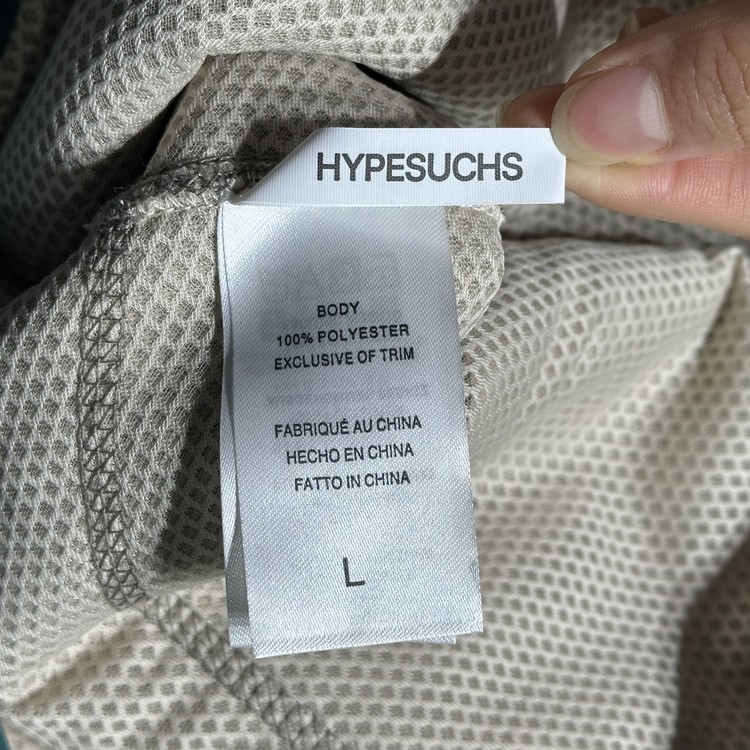 HYPESUCHS
BODY
100% POLYESTER
EXCLUSIVE OF TRIM
FABRIQUÉ AU CHINA
HECHO EN CHINA
FATTO IN CHINA
L